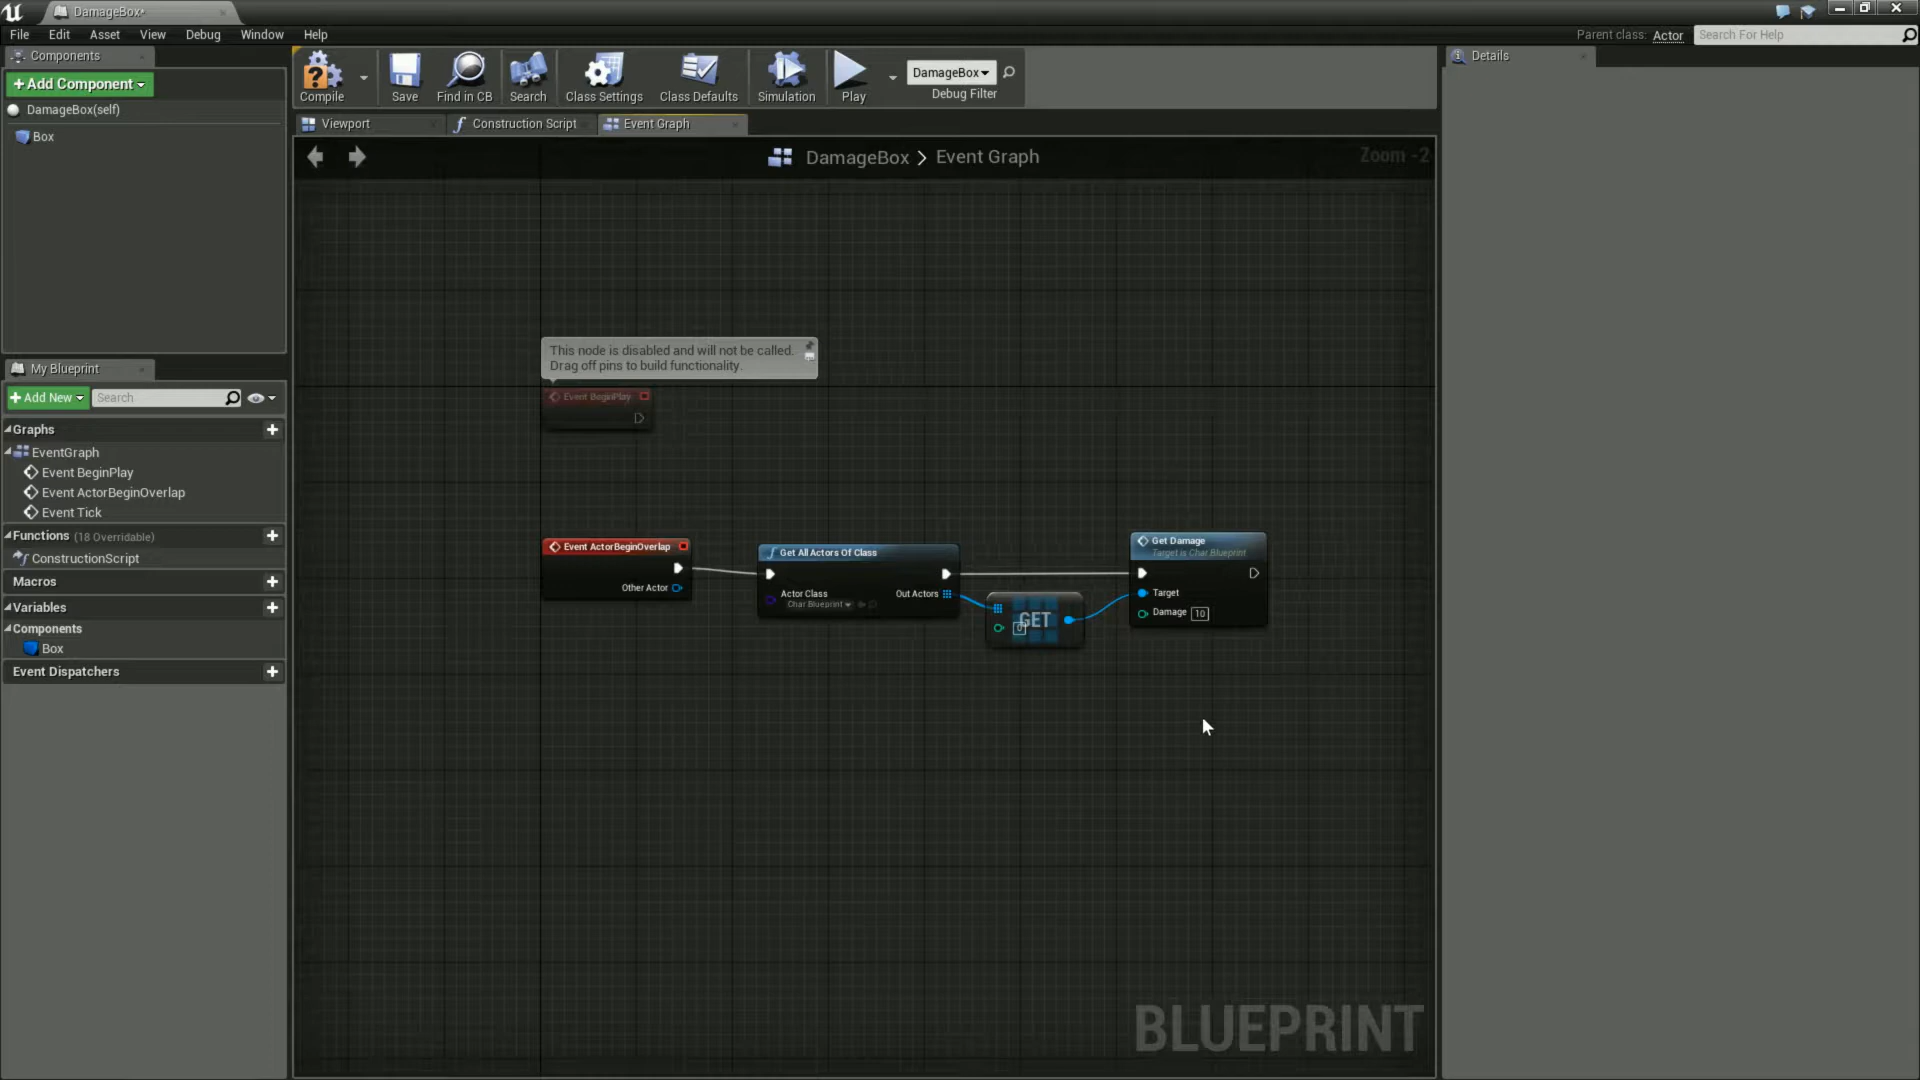 DamageBox*
File Edit Asset View Debug Window Help
Parent class: Actor
Search For Help
Components
+Add Component
DamageBox(self)
Box
Compile
Save
Find in CB
Search
Class Settings
Class Defaults
Simulation
Play
DamageBox
Debug Filter
Details
Viewport
Construction Script
Event Graph
DamageBox > Event Graph
Zoom -2
My Blueprint
+Add New
Search
Graphs
EventGraph
Event BeginPlay
Event ActorBeginOverlap
Event Tick
Functions (18 Overridable)
ConstructionScript
Macros
Variables
Components
Box
Event Dispatchers
This node is disabled and will not be called.
Drag off pins to build functionality.
Event BeginPlay
Event ActorBeginOverlap
Other Actor
Get All Actors Of Class
Actor Class
Char Blueprint
Out Actors
GET
0
Get Damage
Target is Char Blueprint
Target
Damage 10
BLUEPRINT